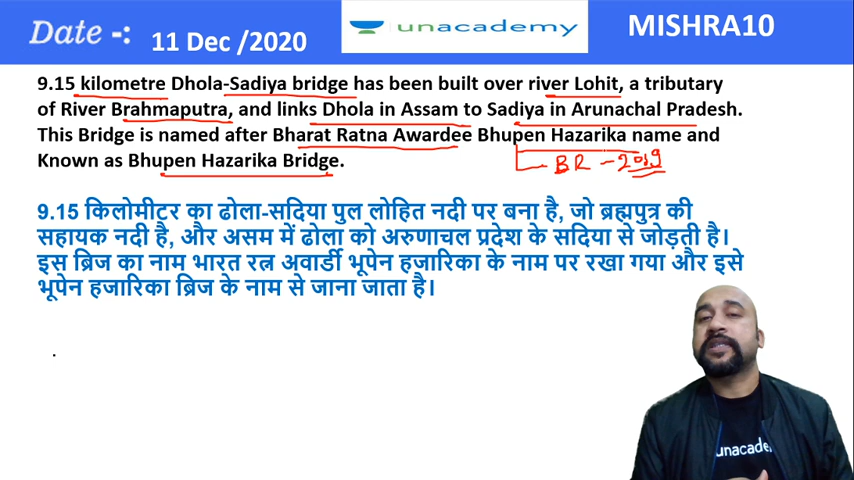 Date -: 11 Dec /2020
unacademy
MISHRA10
9.15 kilometre Dhola-Sadiya bridge has been built over river Lohit, a tributary
of River Brahmaputra, and links Dhola in Assam to Sadiya in Arunachal Pradesh.
This Bridge is named after Bharat Ratna Awardee Bhupen Hazarika name and
Known as Bhupen Hazarika Bridge.
BR - 2019
9.15 किलोमीटर का ढोला-सदिया पुल लोहित नदी पर बना है, जो ब्रह्मपुत्र की
सहायक नदी है, और असम में ढोला को अरुणाचल प्रदेश के सदिया से जोड़ती है।
इस ब्रिज का नाम भारत रत्न अवार्डी भूपेन हजारिका के नाम पर रखा गया और इसे
भूपेन हजारिका ब्रिज के नाम से जाना जाता है।
unacade